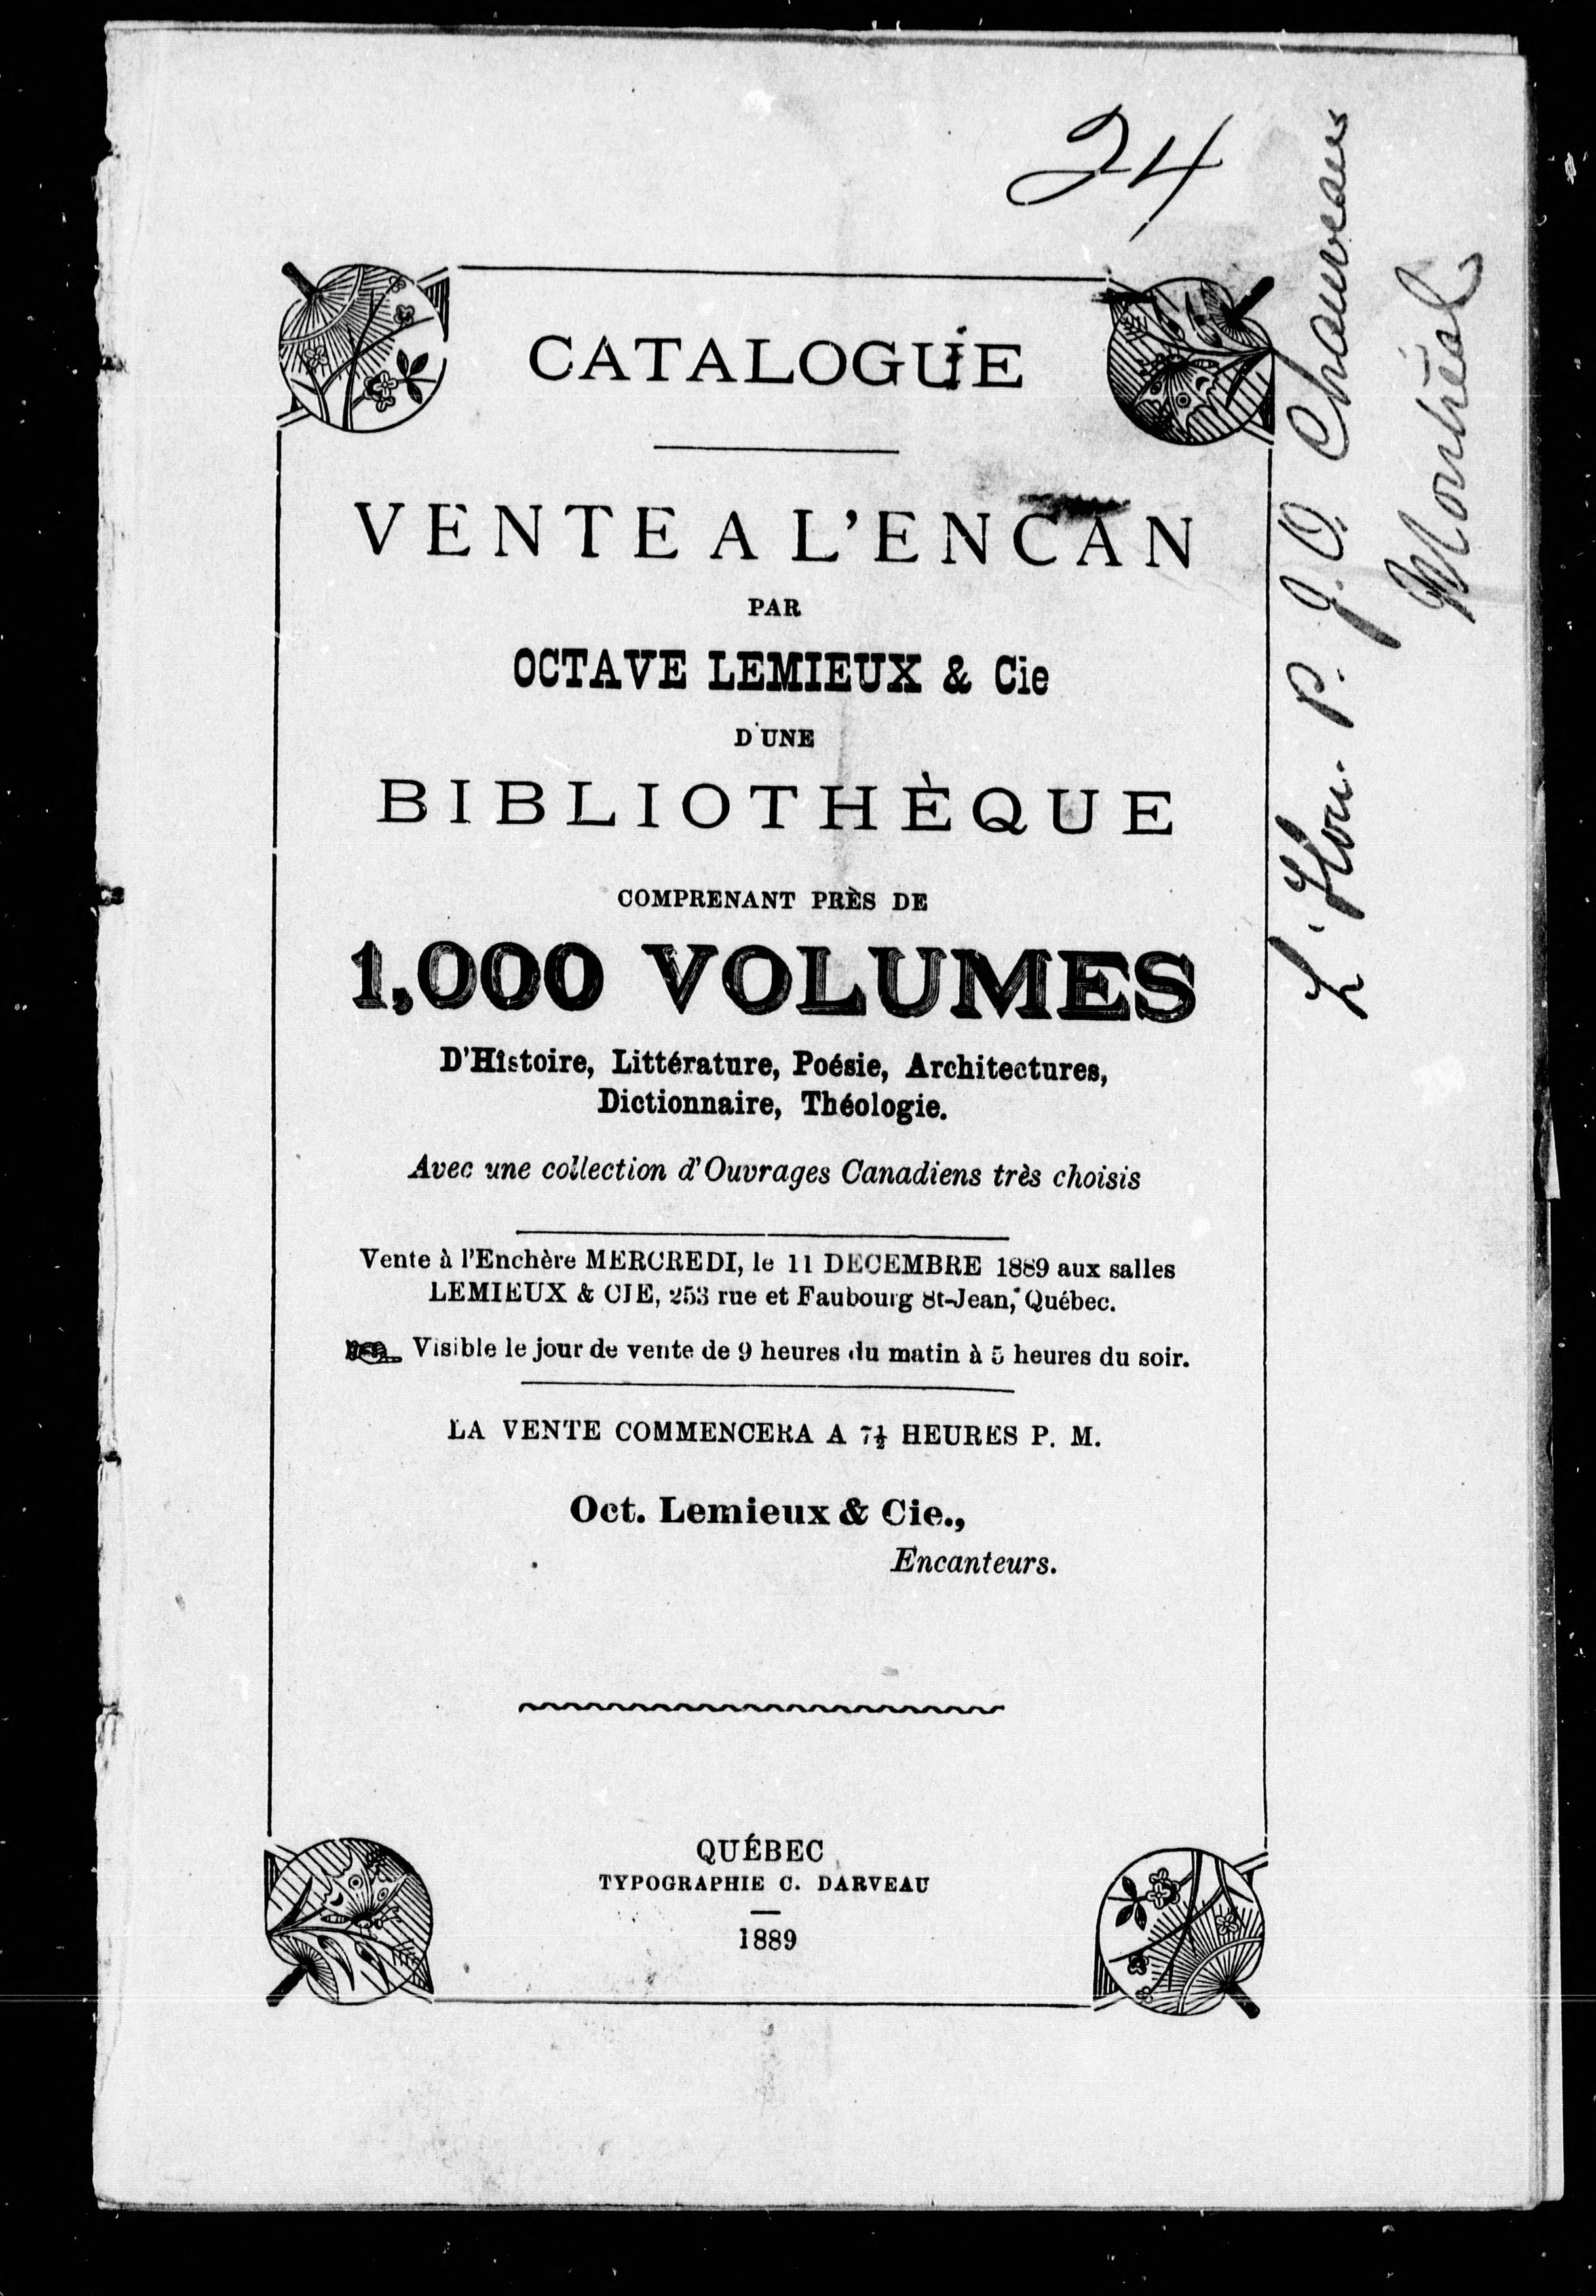 24
CATALOGUE
VENTE A L'ENCAN
PAR
OCTAVE LEMIEUX & Cie
D'UNE
BIBLIOTHÈQUE
COMPRENANT PRÈS DE
1,000 VOLUMES
D'Histoire, Littérature, Poésie, Architectures,
Dictionnaire, Théologie.
Avec une collection d'Ouvrages Canadiens très choisis
Vente à l'Enchère MERCREDI, le 11 DECEMBRE 1889 aux salles
LEMIEUX & CIE, 253 rue et Faubourg St-Jean, Québec.
Visible le jour de vente de 9 heures du matin à 5 heures du soir.
LA VENTE COMMENCERA A 7½ HEURES P. M.
Oct. Lemieux & Cie.,
Encanteurs.
QUÉBEC
TYPOGRAPHIE C. DARVEAU
1889
L'Hon. P. J. O. Chauveau
Montréal